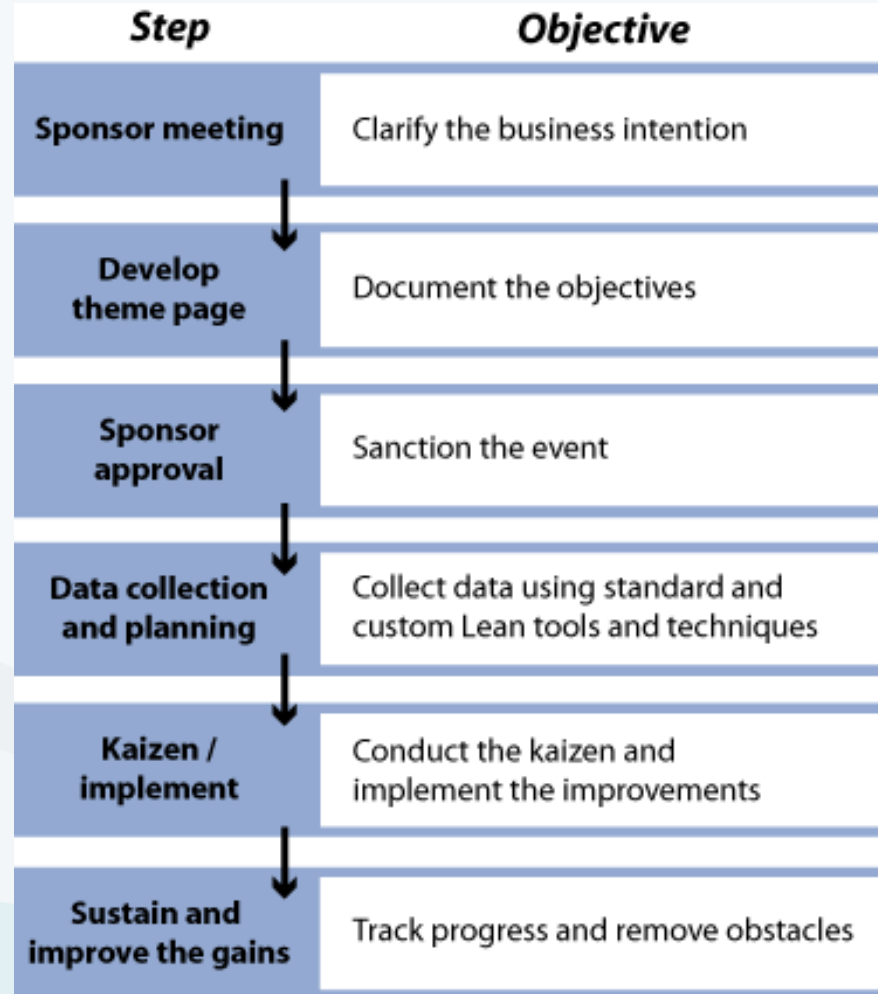 Step Objective
Sponsor meeting Clarify the business intention
Develop
theme page
Document the objectives
Sponsor
approval
Sanction the event
Data collection
and planning
Collect data using standard and
custom Lean tools and techniques
Kaizen /
implement
Conduct the kaizen and
implement the improvements
Sustain and
improve the gains
Track progress and remove obstacles